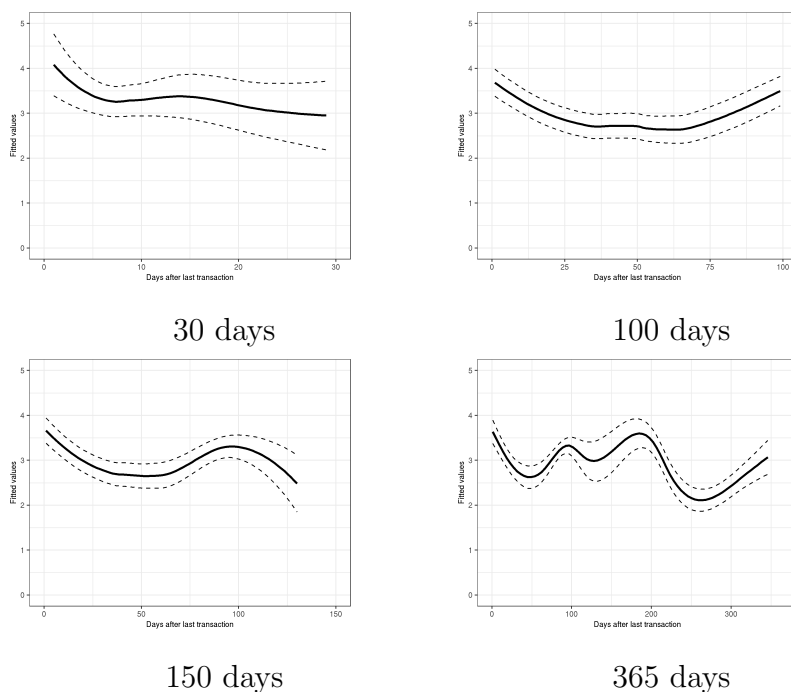 5
4
3
2
1
0
Fitted values
0 10 20 30
Days after last transaction
30 days
5
4
3
2
1
0
Fitted values
0 25 50 75 100
Days after last transaction
100 days
5
4
3
2
1
0
Fitted values
0 50 100 150
Days after last transaction
150 days
5
4
3
2
1
0
Fitted values
0 100 200 300
Days after last transaction
365 days